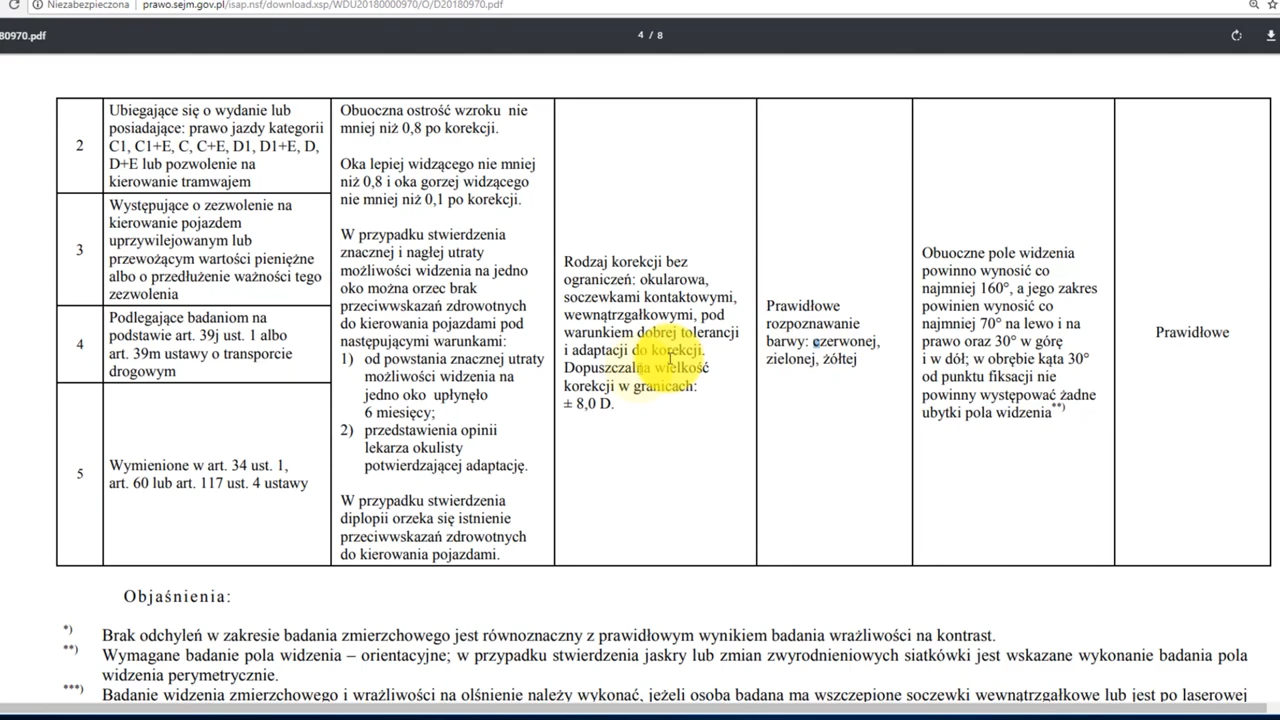 Niezabezpieczona
prawo.sejm.gov.pl/isap.nsf/download.xsp/WDU20180000970/O/D20180970.pdf
80970.pdf
4 / 8
2
Ubiegające się o wydanie lub
posiadające: prawo jazdy kategorii
C1, C1+E, C, C+E, D1, D1+E, D,
D+E lub pozwolenie na
kierowanie tramwajem
3
Występujące o zezwolenie na
kierowanie pojazdem
uprzywilejowanym lub
przewożącym wartości pieniężne
albo o przedłużenie ważności tego
zezwolenia
4
Podlegające badaniom na
podstawie art. 39j ust. 1 albo
art. 39m ustawy o transporcie
drogowym
5
Wymienione w art. 34 ust. 1,
art. 60 lub art. 117 ust. 4 ustawy
Obuoczna ostrość wzroku nie
mniej niż 0,8 po korekcji.
Oka lepiej widzącego nie mniej
niż 0,8 i oka gorzej widzącego
nie mniej niż 0,1 po korekcji.
W przypadku stwierdzenia
znacznej i nagłej utraty
możliwości widzenia na jedno
oko można orzec brak
przeciwwskazań zdrowotnych
do kierowania pojazdami pod
następującymi warunkami:
1) od powstania znacznej utraty
możliwości widzenia na
jedno oko upłynęło
6 miesięcy;
2) przedstawienia opinii
lekarza okulisty
potwierdzającej adaptację.
W przypadku stwierdzenia
diplopii orzeka się istnienie
przeciwwskazań zdrowotnych
do kierowania pojazdami.
Rodzaj korekcji bez
ograniczeń: okularowa,
soczewkami kontaktowymi,
wewnątrzgałkowymi, pod
warunkiem dobrej tolerancji
i adaptacji do korekcji.
Dopuszczalna wielkość
korekcji w granicach:
± 8,0 D.
Prawidłowe
rozpoznawanie
barwy: czerwonej,
zielonej, żółtej
Obuoczne pole widzenia
powinno wynosić co
najmniej 160°, a jego zakres
powinien wynosić co
najmniej 70° na lewo i na
prawo oraz 30° w górę
i w dół; w obrębie kąta 30°
od punktu fiksacji nie
powinny występować żadne
ubytki pola widzenia**)
Prawidłowe
Objaśnienia:
*) Brak odchyleń w zakresie badania zmierzchowego jest równoznaczny z prawidłowym wynikiem badania wrażliwości na kontrast.
**) Wymagane badanie pola widzenia – orientacyjne; w przypadku stwierdzenia jaskry lub zmian zwyrodnieniowych siatkówki jest wskazane wykonanie badania pola
widzenia perymetrycznie.
***) Badanie widzenia zmierzchowego i wrażliwości na olśnienie należy wykonać, jeżeli osoba badana ma wszczepione soczewki wewnątrzgałkowe lub jest po laserowej